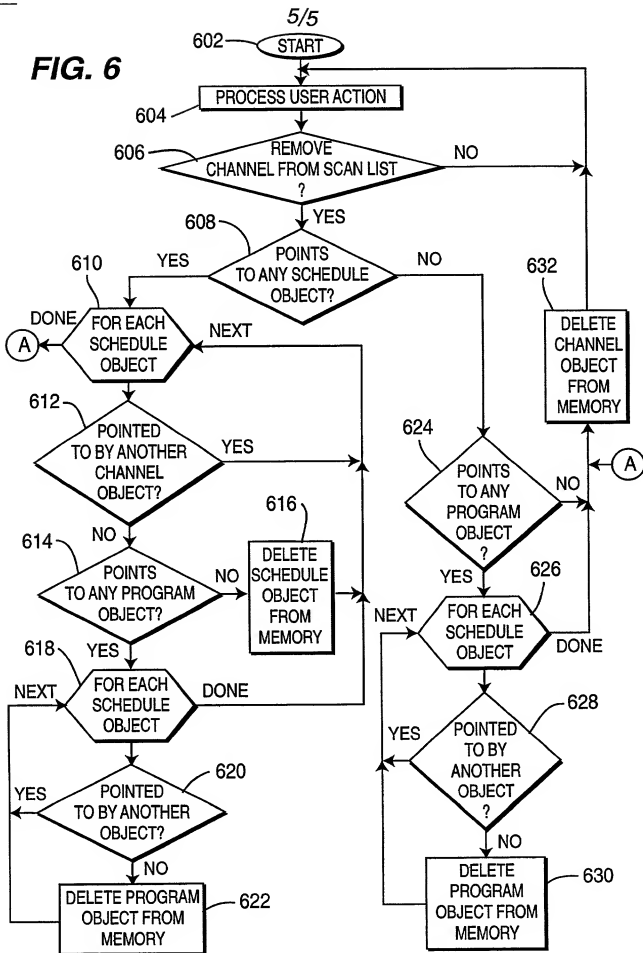 5/5
FIG. 6
602
START
604
PROCESS USER ACTION
606
REMOVE
CHANNEL FROM SCAN LIST
?
NO
YES
608
POINTS
TO ANY SCHEDULE
OBJECT?
YES
NO
610
DONE
A
FOR EACH
SCHEDULE
OBJECT
NEXT
612
POINTED
TO BY ANOTHER
CHANNEL
OBJECT?
YES
NO
614
POINTS
TO ANY PROGRAM
OBJECT?
NO
YES
616
DELETE
SCHEDULE
OBJECT
FROM
MEMORY
618
NEXT
FOR EACH
SCHEDULE
OBJECT
DONE
620
YES
POINTED
TO BY ANOTHER
OBJECT?
NO
DELETE PROGRAM
OBJECT FROM
MEMORY
622
624
POINTS
TO ANY
PROGRAM
OBJECT
?
NO
YES
626
NEXT
FOR EACH
SCHEDULE
OBJECT
DONE
628
YES
POINTED
TO BY
ANOTHER
OBJECT
?
NO
DELETE
PROGRAM
OBJECT FROM
MEMORY
630
632
DELETE
CHANNEL
OBJECT
FROM
MEMORY
A